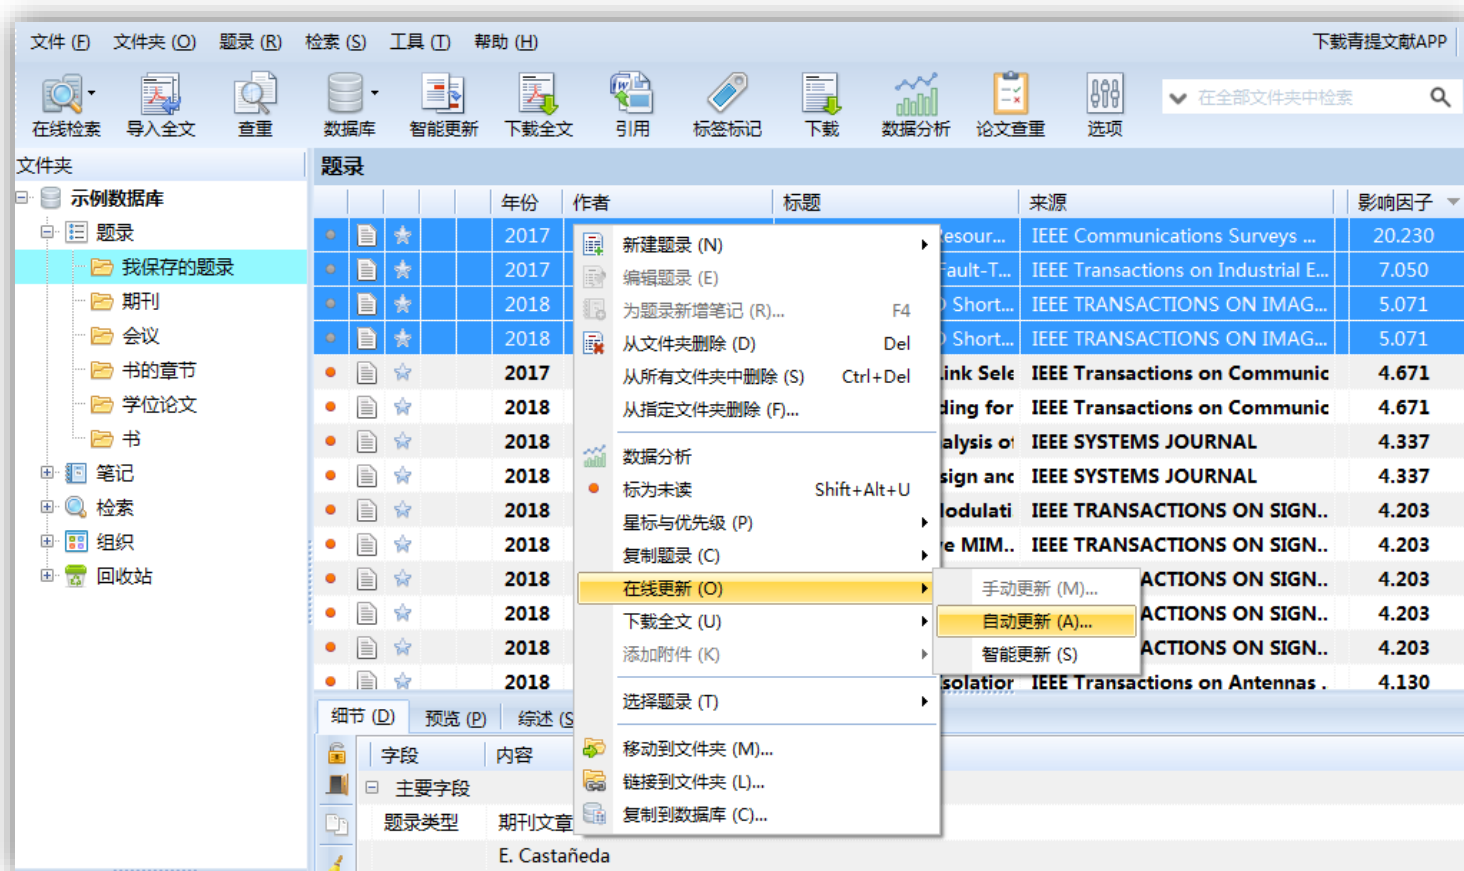 文件 (F) 文件夹 (O) 题录 (R) 检索 (S) 工具 (T) 帮助 (H) 下载青提文献APP
在线检索 导入全文 查重 数据库 智能更新 下载全文 引用 标签标记 下载 数据分析 论文查重 选项 在全部文件夹中检索
文件夹
示例数据库
题录
我保存的题录
期刊
会议
书的章节
学位论文
书
笔记
检索
组织
回收站
题录
年份 作者 标题 来源 影响因子
2017 esour... IEEE Communications Surveys ... 20.230
2017 Fault-T... IEEE Transactions on Industrial E... 7.050
2018 Short... IEEE TRANSACTIONS ON IMAG... 5.071
2018 Short... IEEE TRANSACTIONS ON IMAG... 5.071
2017 ink Sele IEEE Transactions on Communic 4.671
2018 ding for IEEE Transactions on Communic 4.671
2018 alysis of IEEE SYSTEMS JOURNAL 4.337
2018 sign and IEEE SYSTEMS JOURNAL 4.337
2018 lodulati IEEE TRANSACTIONS ON SIGN.. 4.203
2018 e MIM.. IEEE TRANSACTIONS ON SIGN.. 4.203
2018 ACTIONS ON SIGN.. 4.203
2018 ACTIONS ON SIGN.. 4.203
2018 ACTIONS ON SIGN.. 4.203
2018 solation IEEE Transactions on Antennas . 4.130
新建题录 (N)
编辑题录 (E)
为题录新增笔记 (R)... F4
从文件夹删除 (D) Del
从所有文件夹中删除 (S) Ctrl+Del
从指定文件夹删除 (F)...
数据分析
标为未读 Shift+Alt+U
星标与优先级 (P)
复制题录 (C)
在线更新 (O)
下载全文 (U)
添加附件 (K)
选择题录 (T)
移动到文件夹 (M)...
链接到文件夹 (L)...
复制到数据库 (C)...
手动更新 (M)...
自动更新 (A)...
智能更新 (S)
细节 (D) 预览 (P) 综述 (S
字段 内容
主要字段
题录类型 期刊文章
E. Castañeda